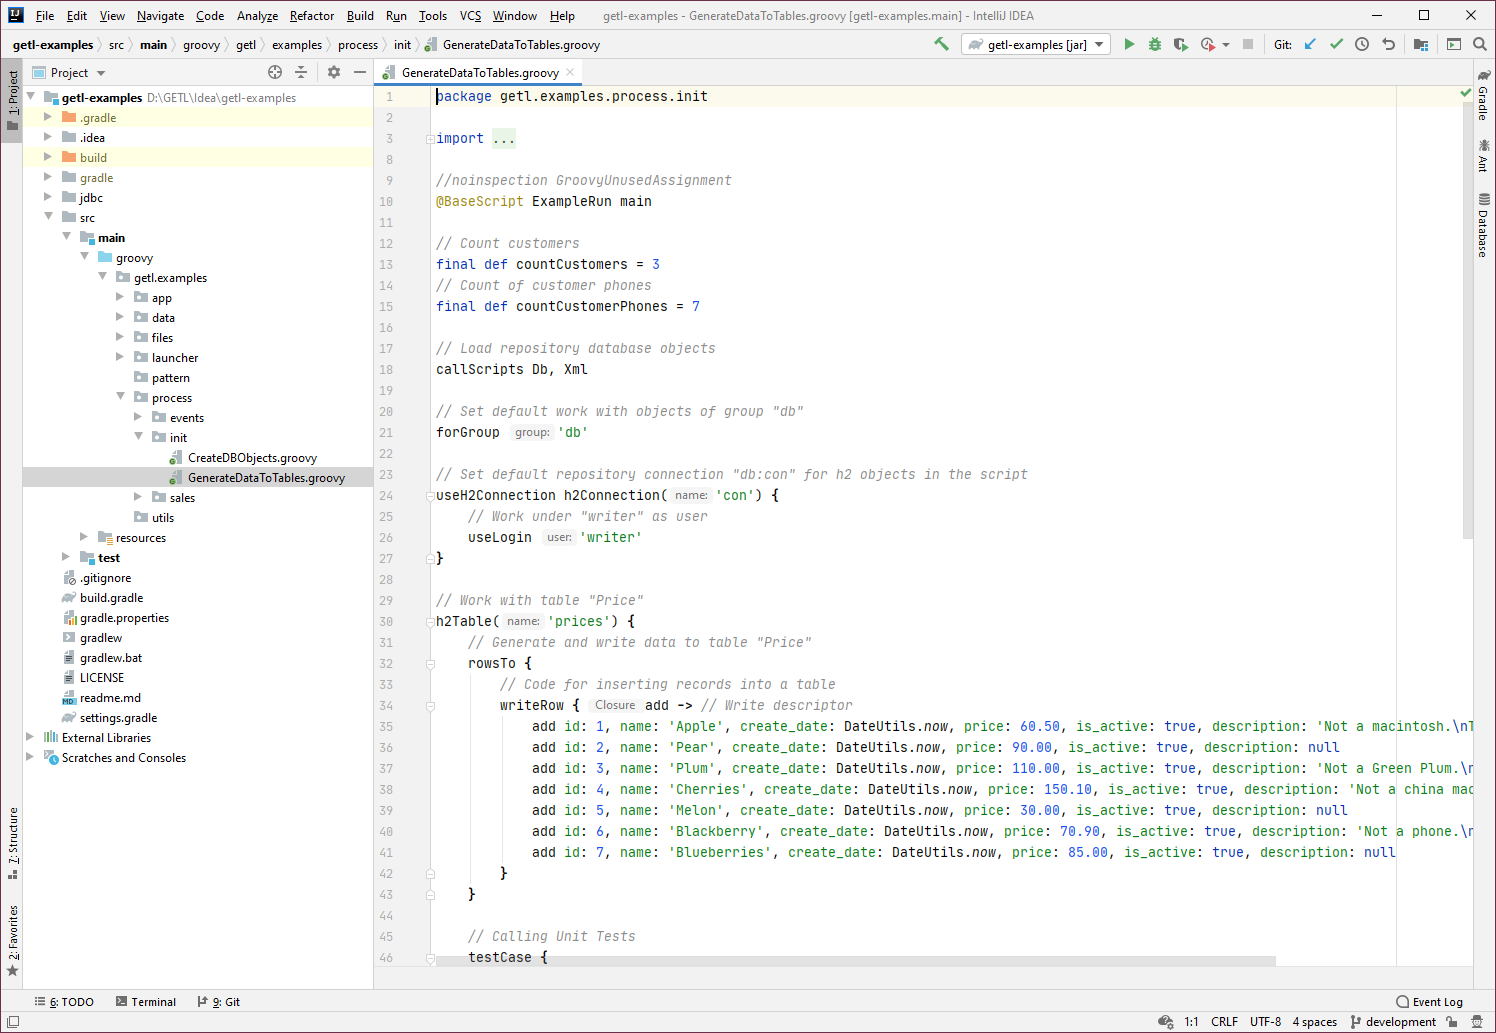 File Edit View Navigate Code Analyze Refactor Build Run Tools VCS Window Help getl-examples - GenerateDataToTables.groovy [getl-examples.main] - IntelliJ IDEA
getl-examples src main groovy getl examples process init GenerateDataToTables.groovy getl-examples [jar] Git:
Project GenerateDataToTables.groovy
1: Project
7: Structure
2: Favorites
getl-examples D:\GETL\Idea\getl-examples
.gradle
.idea
build
gradle
jdbc
src
main
groovy
getl.examples
app
data
files
launcher
pattern
process
events
init
CreateDBObjects.groovy
GenerateDataToTables.groovy
sales
utils
resources
test
.gitignore
build.gradle
gradle.properties
gradlew
gradlew.bat
LICENSE
readme.md
settings.gradle
External Libraries
Scratches and Consoles
1 package getl.examples.process.init
2
3 import ...
8
9 //noinspection GroovyUnusedAssignment
10 @BaseScript ExampleRun main
11
12 // Count customers
13 final def countCustomers = 3
14 // Count of customer phones
15 final def countCustomerPhones = 7
16
17 // Load repository database objects
18 callScripts Db, Xml
19
20 // Set default work with objects of group "db"
21 forGroup group: 'db'
22
23 // Set default repository connection "db:con" for h2 objects in the script
24 useH2Connection h2Connection( name: 'con') {
25 // Work under "writer" as user
26 useLogin user: 'writer'
27 }
28
29 // Work with table "Price"
30 h2Table( name: 'prices') {
31 // Generate and write data to table "Price"
32 rowsTo {
33 // Code for inserting records into a table
34 writeRow { Closure add -> // Write descriptor
35 add id: 1, name: 'Apple', create_date: DateUtils.now, price: 60.50, is_active: true, description: 'Not a macintosh.\nT
36 add id: 2, name: 'Pear', create_date: DateUtils.now, price: 90.00, is_active: true, description: null
37 add id: 3, name: 'Plum', create_date: DateUtils.now, price: 110.00, is_active: true, description: 'Not a Green Plum.\n
38 add id: 4, name: 'Cherries', create_date: DateUtils.now, price: 150.10, is_active: true, description: 'Not a china mac
39 add id: 5, name: 'Melon', create_date: DateUtils.now, price: 30.00, is_active: true, description: null
40 add id: 6, name: 'Blackberry', create_date: DateUtils.now, price: 70.90, is_active: true, description: 'Not a phone.\n
41 add id: 7, name: 'Blueberries', create_date: DateUtils.now, price: 85.00, is_active: true, description: null
42 }
43 }
44
45 // Calling Unit Tests
46 testCase {
Gradle
Ant
Database
6: TODO Terminal 9: Git Event Log
1:1 CRLF UTF-8 4 spaces development